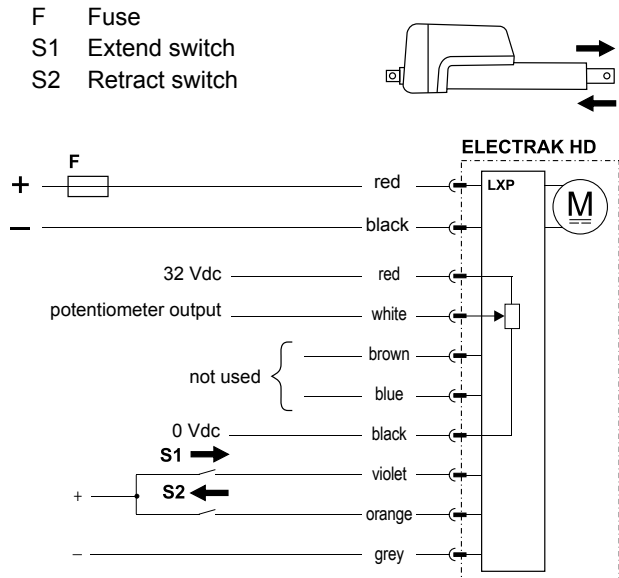 F Fuse
S1 Extend switch
S2 Retract switch
ELECTRAK HD
+ F red LXP M
– black
32 Vdc red
potentiometer output white
brown
not used
blue
0 Vdc black
S1 violet
+ S2 orange
– grey